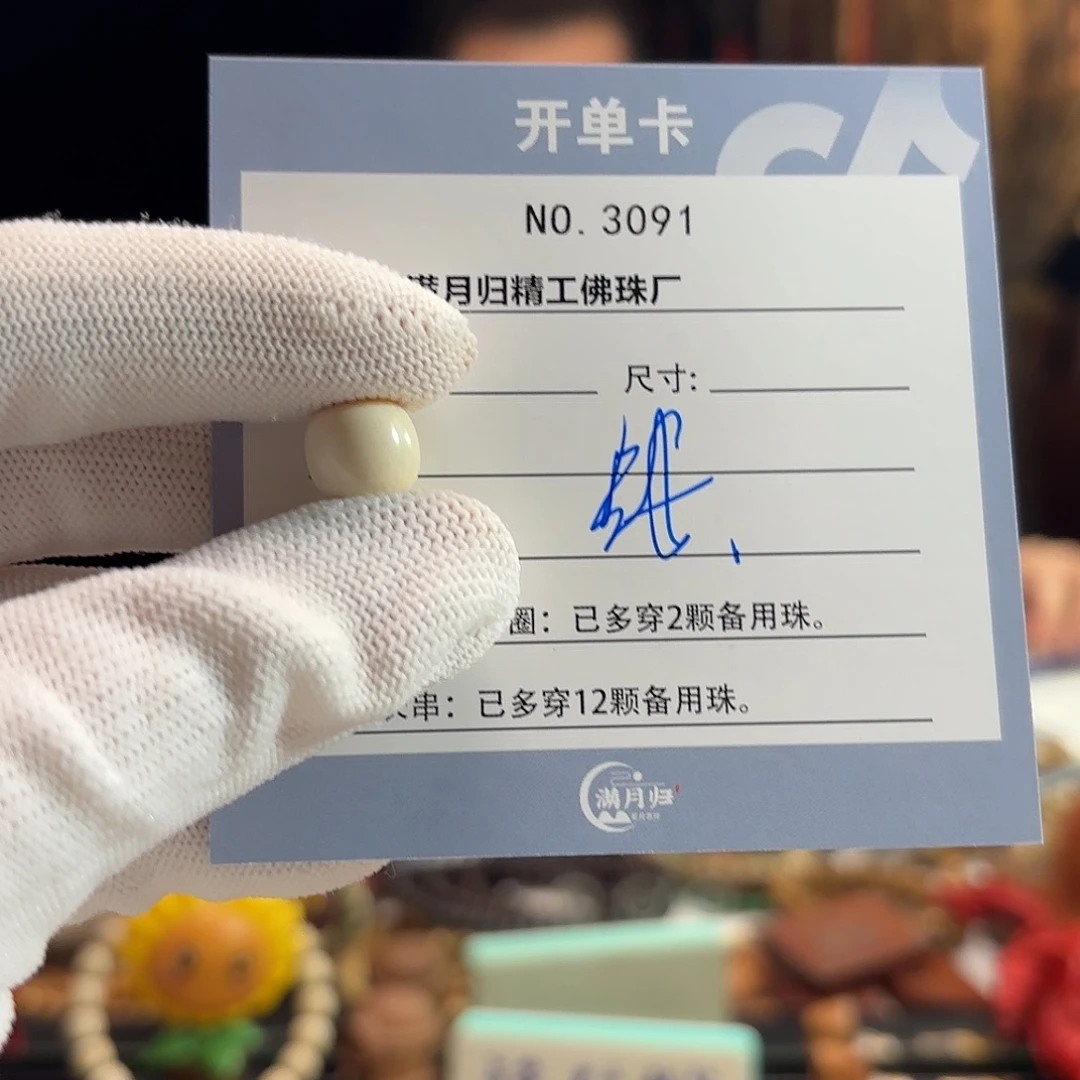 开单卡
NO.3091
满月归精工佛珠厂
尺寸:
圈：已多穿2颗备用珠。
串：已多穿12颗备用珠。
满月归